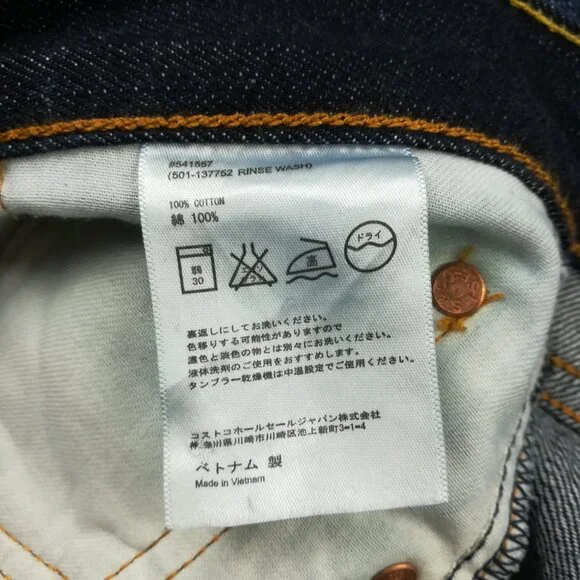 #541557
(501-137752 RINSE WASH)
100% COTTON
綿 100%
弱
30
エンソ
サラシ
高
ドライ
裏返しにしてお洗いください。
色移りする可能性がありますので
濃色と淡色の物とは別々にお洗いください。
液体洗剤のご使用をおすすめします。
タンブラー乾燥機は中温設定でご使用ください。
コストコホールセールジャパン株式会社
神奈川県川崎市川崎区池上新町3-1-4
ベトナム 製
Made in Vietnam